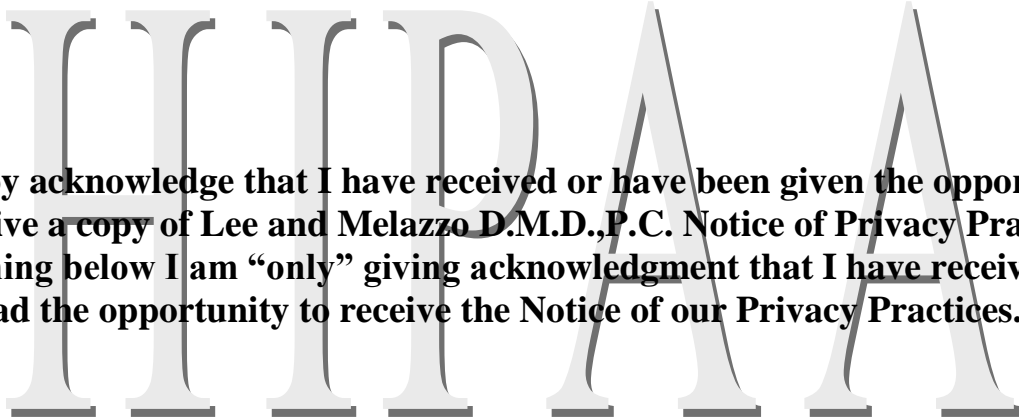 HIPAA
by acknowledge that I have received or have been given the oppor
ive a copy of Lee and Melazzo D.M.D.,P.C. Notice of Privacy Pra
ning below I am “only” giving acknowledgment that I have receiv
ad the opportunity to receive the Notice of our Privacy Practices.